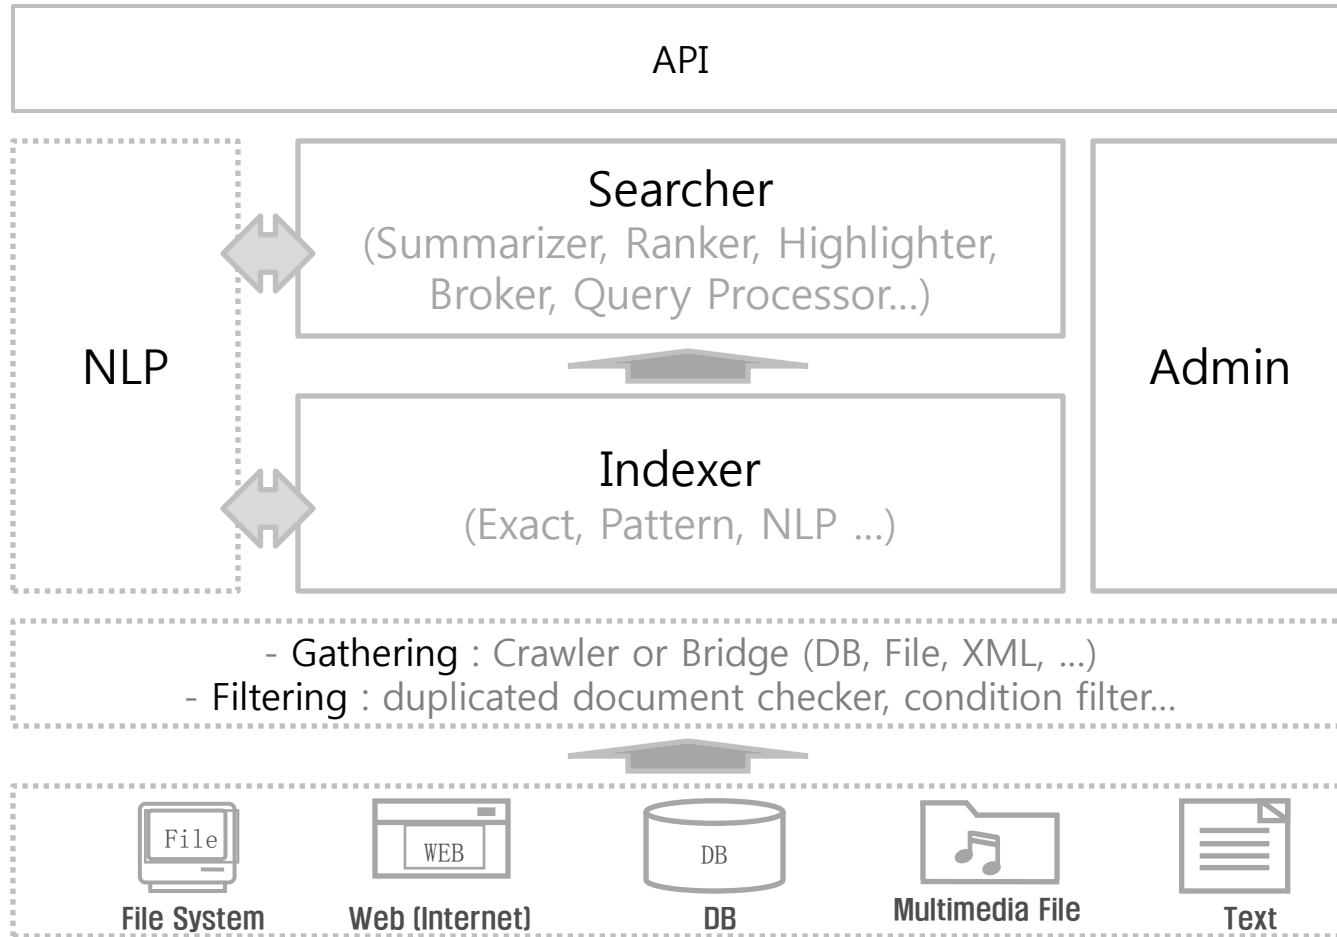 API
Searcher
(Summarizer, Ranker, Highlighter,
Broker, Query Processor...)
NLP
Admin
Indexer
(Exact, Pattern, NLP ...)
- Gathering : Crawler or Bridge (DB, File, XML, ...)
- Filtering : duplicated document checker, condition filter...
File
WEB
DB
File System
Web (Internet)
DB
Multimedia File
Text